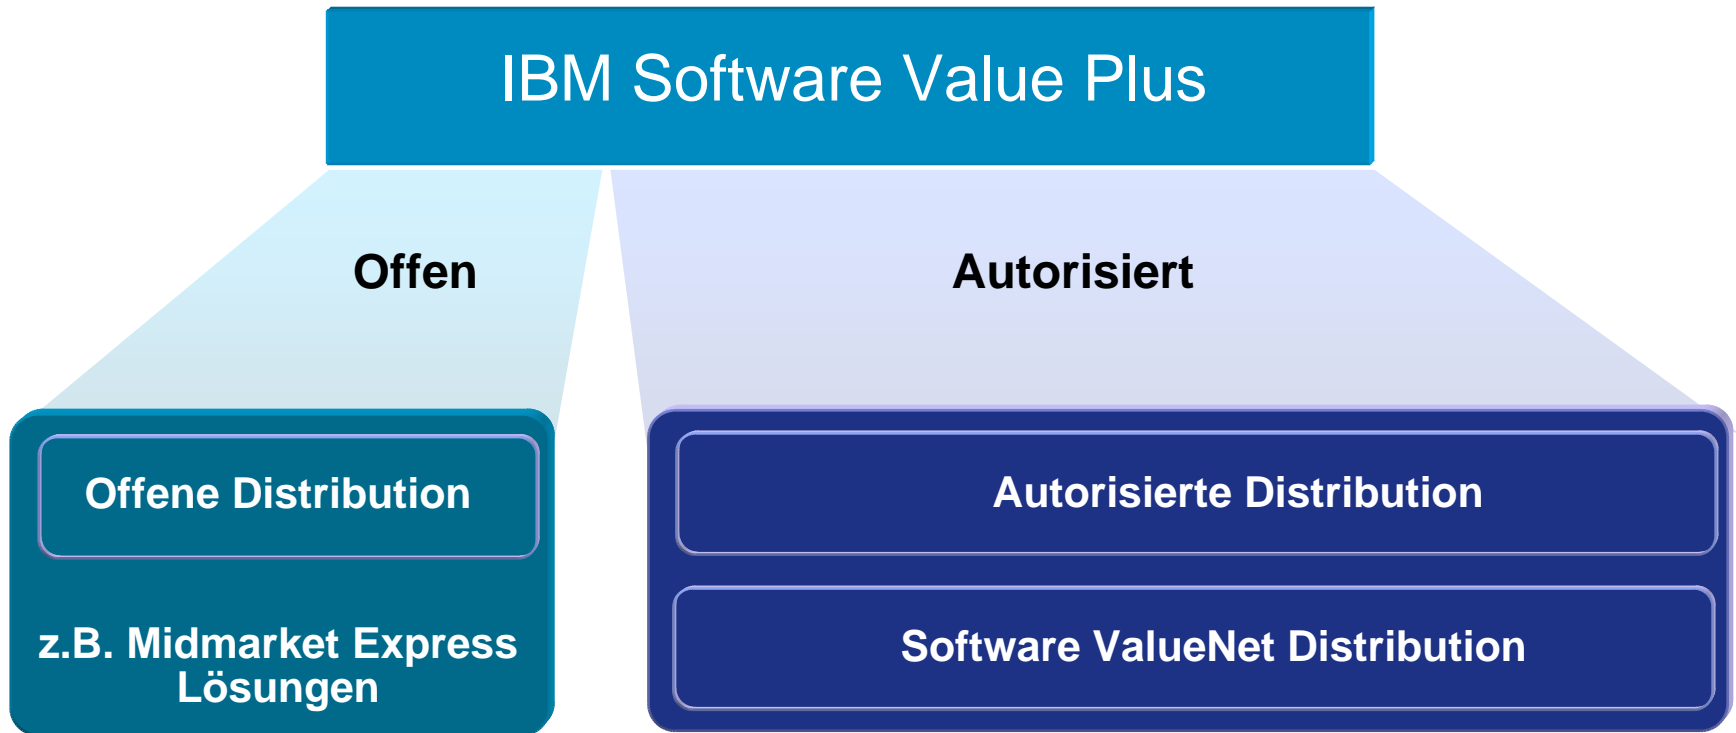 IBM Software Value Plus
Offen
Autorisiert
Offene Distribution
z.B. Midmarket Express
Lösungen
Autorisierte Distribution
Software ValueNet Distribution